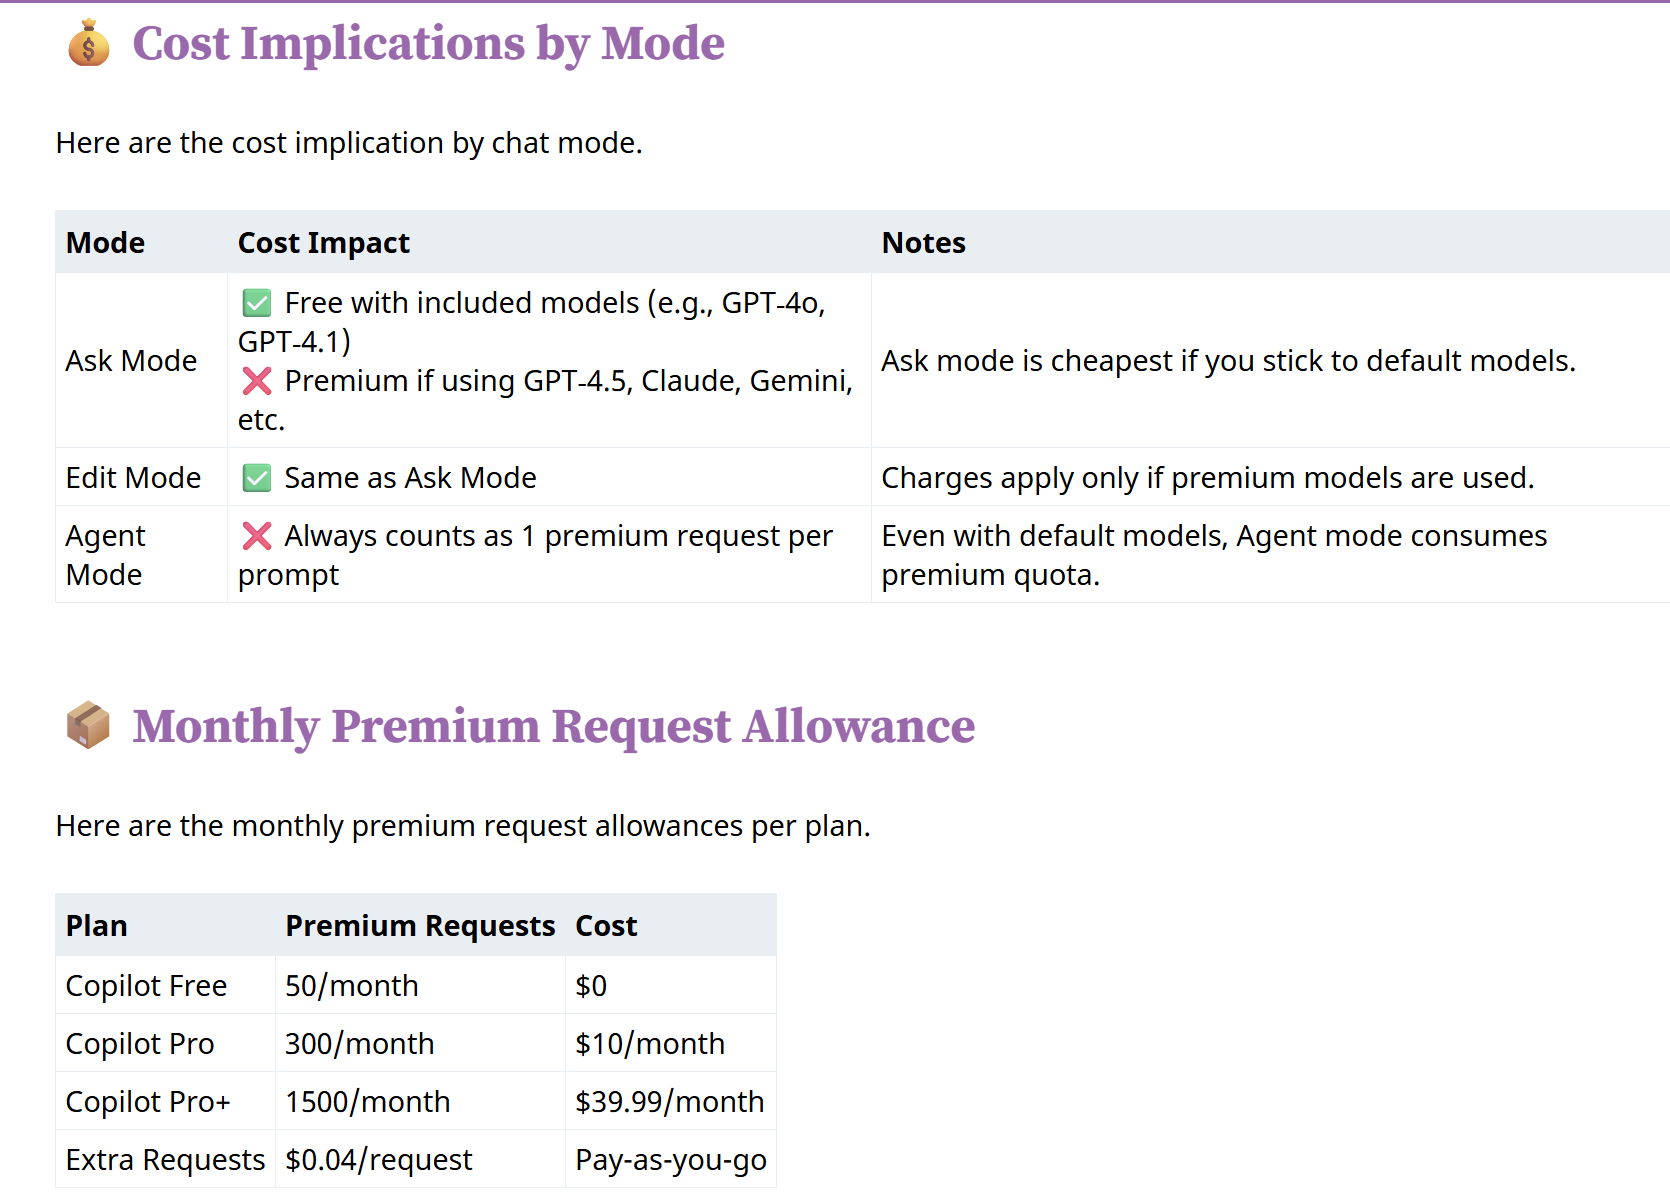 Cost Implications by Mode
Here are the cost implication by chat mode.
Mode Cost Impact Notes
Ask Mode
✅ Free with included models (e.g., GPT-4o,
GPT-4.1)
❌ Premium if using GPT-4.5, Claude, Gemini,
etc.
Ask mode is cheapest if you stick to default models.
Edit Mode
✅ Same as Ask Mode
Charges apply only if premium models are used.
Agent
Mode
❌ Always counts as 1 premium request per
prompt
Even with default models, Agent mode consumes
premium quota.
Monthly Premium Request Allowance
Here are the monthly premium request allowances per plan.
Plan Premium Requests Cost
Copilot Free 50/month $0
Copilot Pro 300/month $10/month
Copilot Pro+ 1500/month $39.99/month
Extra Requests $0.04/request Pay-as-you-go